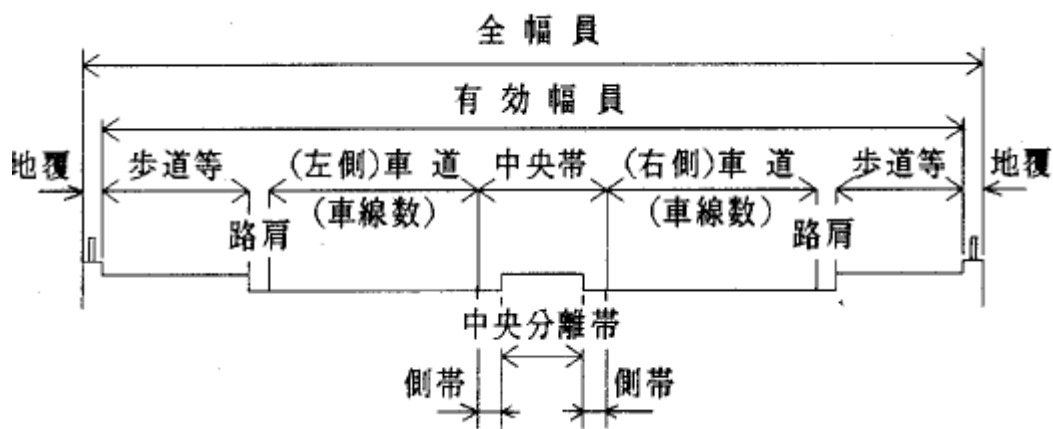 全幅員
有効幅員
地覆 歩道等 (左側)車道 中央帯 (右側)車道 歩道等 地覆
路肩 (車線数) (車線数) 路肩
中央分離帯
側帯 側帯